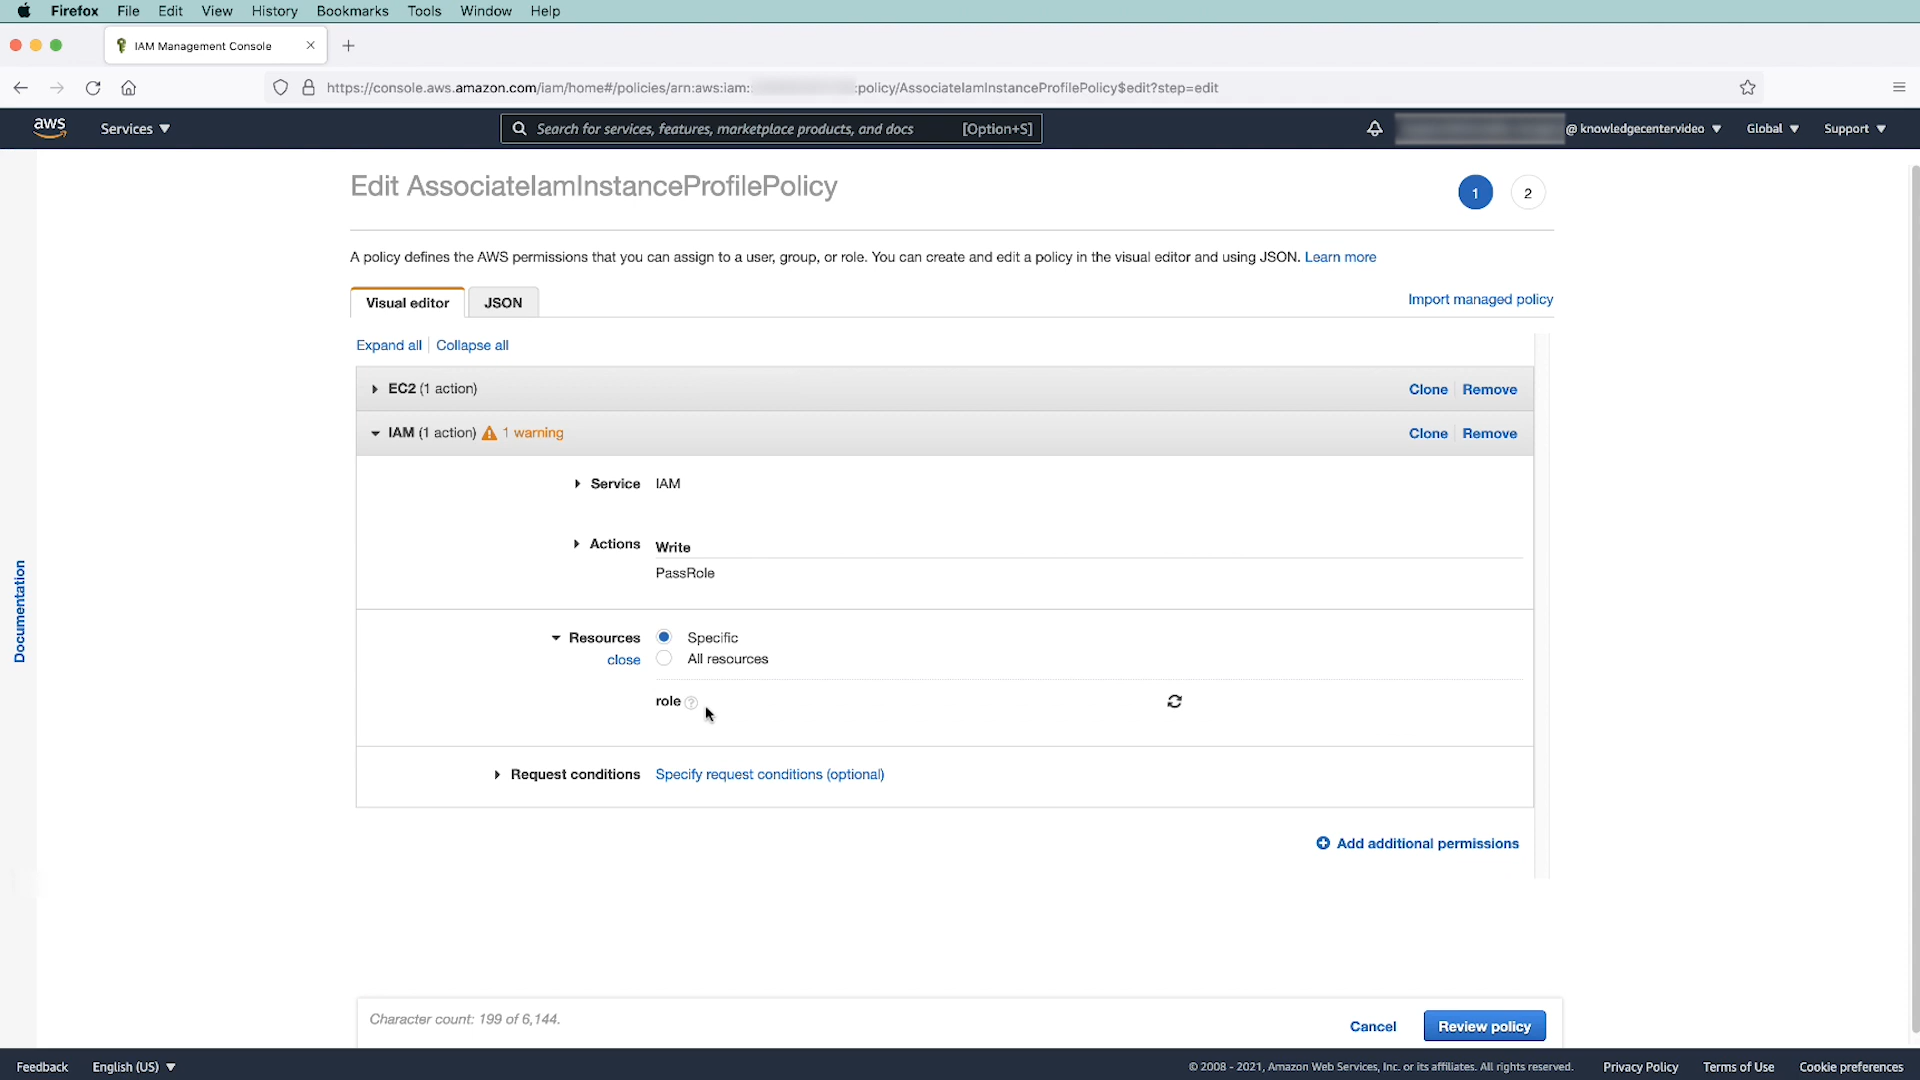 Firefox File Edit View History Bookmarks Tools Window Help
IAM Management Console
https://console.aws.amazon.com/iam/home#/policies/arn:aws:iam: :policy/AssociateIamInstanceProfilePolicy$edit?step=edit
aws Services Search for services, features, marketplace products, and docs [Option+S] @ knowledgecentervideo Global Support
Edit AssociateIamInstanceProfilePolicy
1 2
A policy defines the AWS permissions that you can assign to a user, group, or role. You can create and edit a policy in the visual editor and using JSON. Learn more
Visual editor JSON Import managed policy
Expand all Collapse all
EC2 (1 action) Clone Remove
IAM (1 action) 1 warning Clone Remove
Service IAM
Actions Write
PassRole
Resources Specific
close All resources
role ?
Request conditions Specify request conditions (optional)
Add additional permissions
Documentation
Character count: 199 of 6,144.
Cancel Review policy
Feedback English (US) © 2008 - 2021, Amazon Web Services, Inc. or its affiliates. All rights reserved. Privacy Policy Terms of Use Cookie preferences